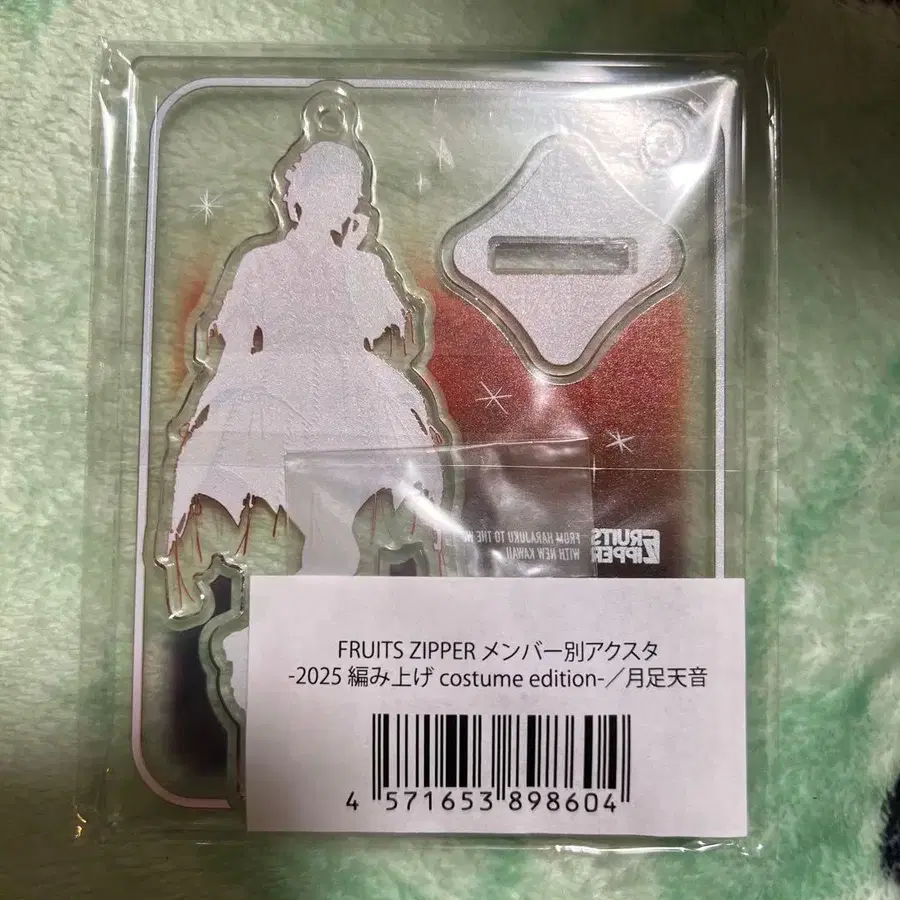 FROM HARAJUKU TO THE
WITH NEW KAWAII
FRUITS
ZIPPER
FRUITS ZIPPER メンバー別アクスタ
-2025 編み上げ costume edition-／月足天音
4 571653 898604